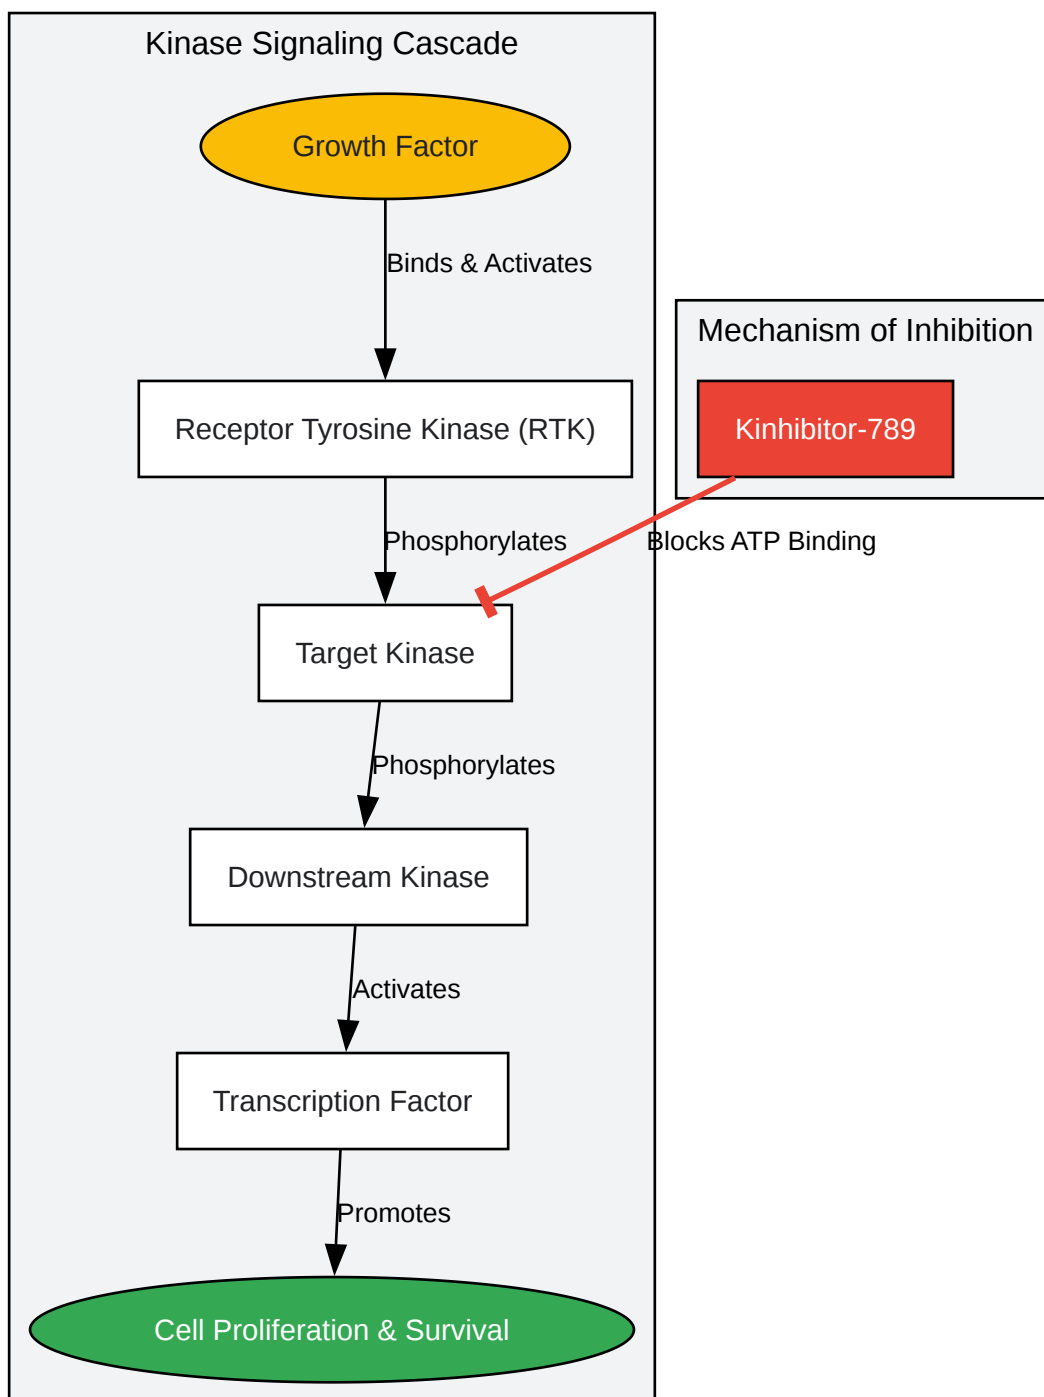 Kinase Signaling Cascade
Growth Factor
Binds & Activates
Mechanism of Inhibition
Receptor Tyrosine Kinase (RTK)
Kinhibitor-789
Phosphorylates
Blocks ATP Binding
Target Kinase
Phosphorylates
Downstream Kinase
Activates
Transcription Factor
Promotes
Cell Proliferation & Survival